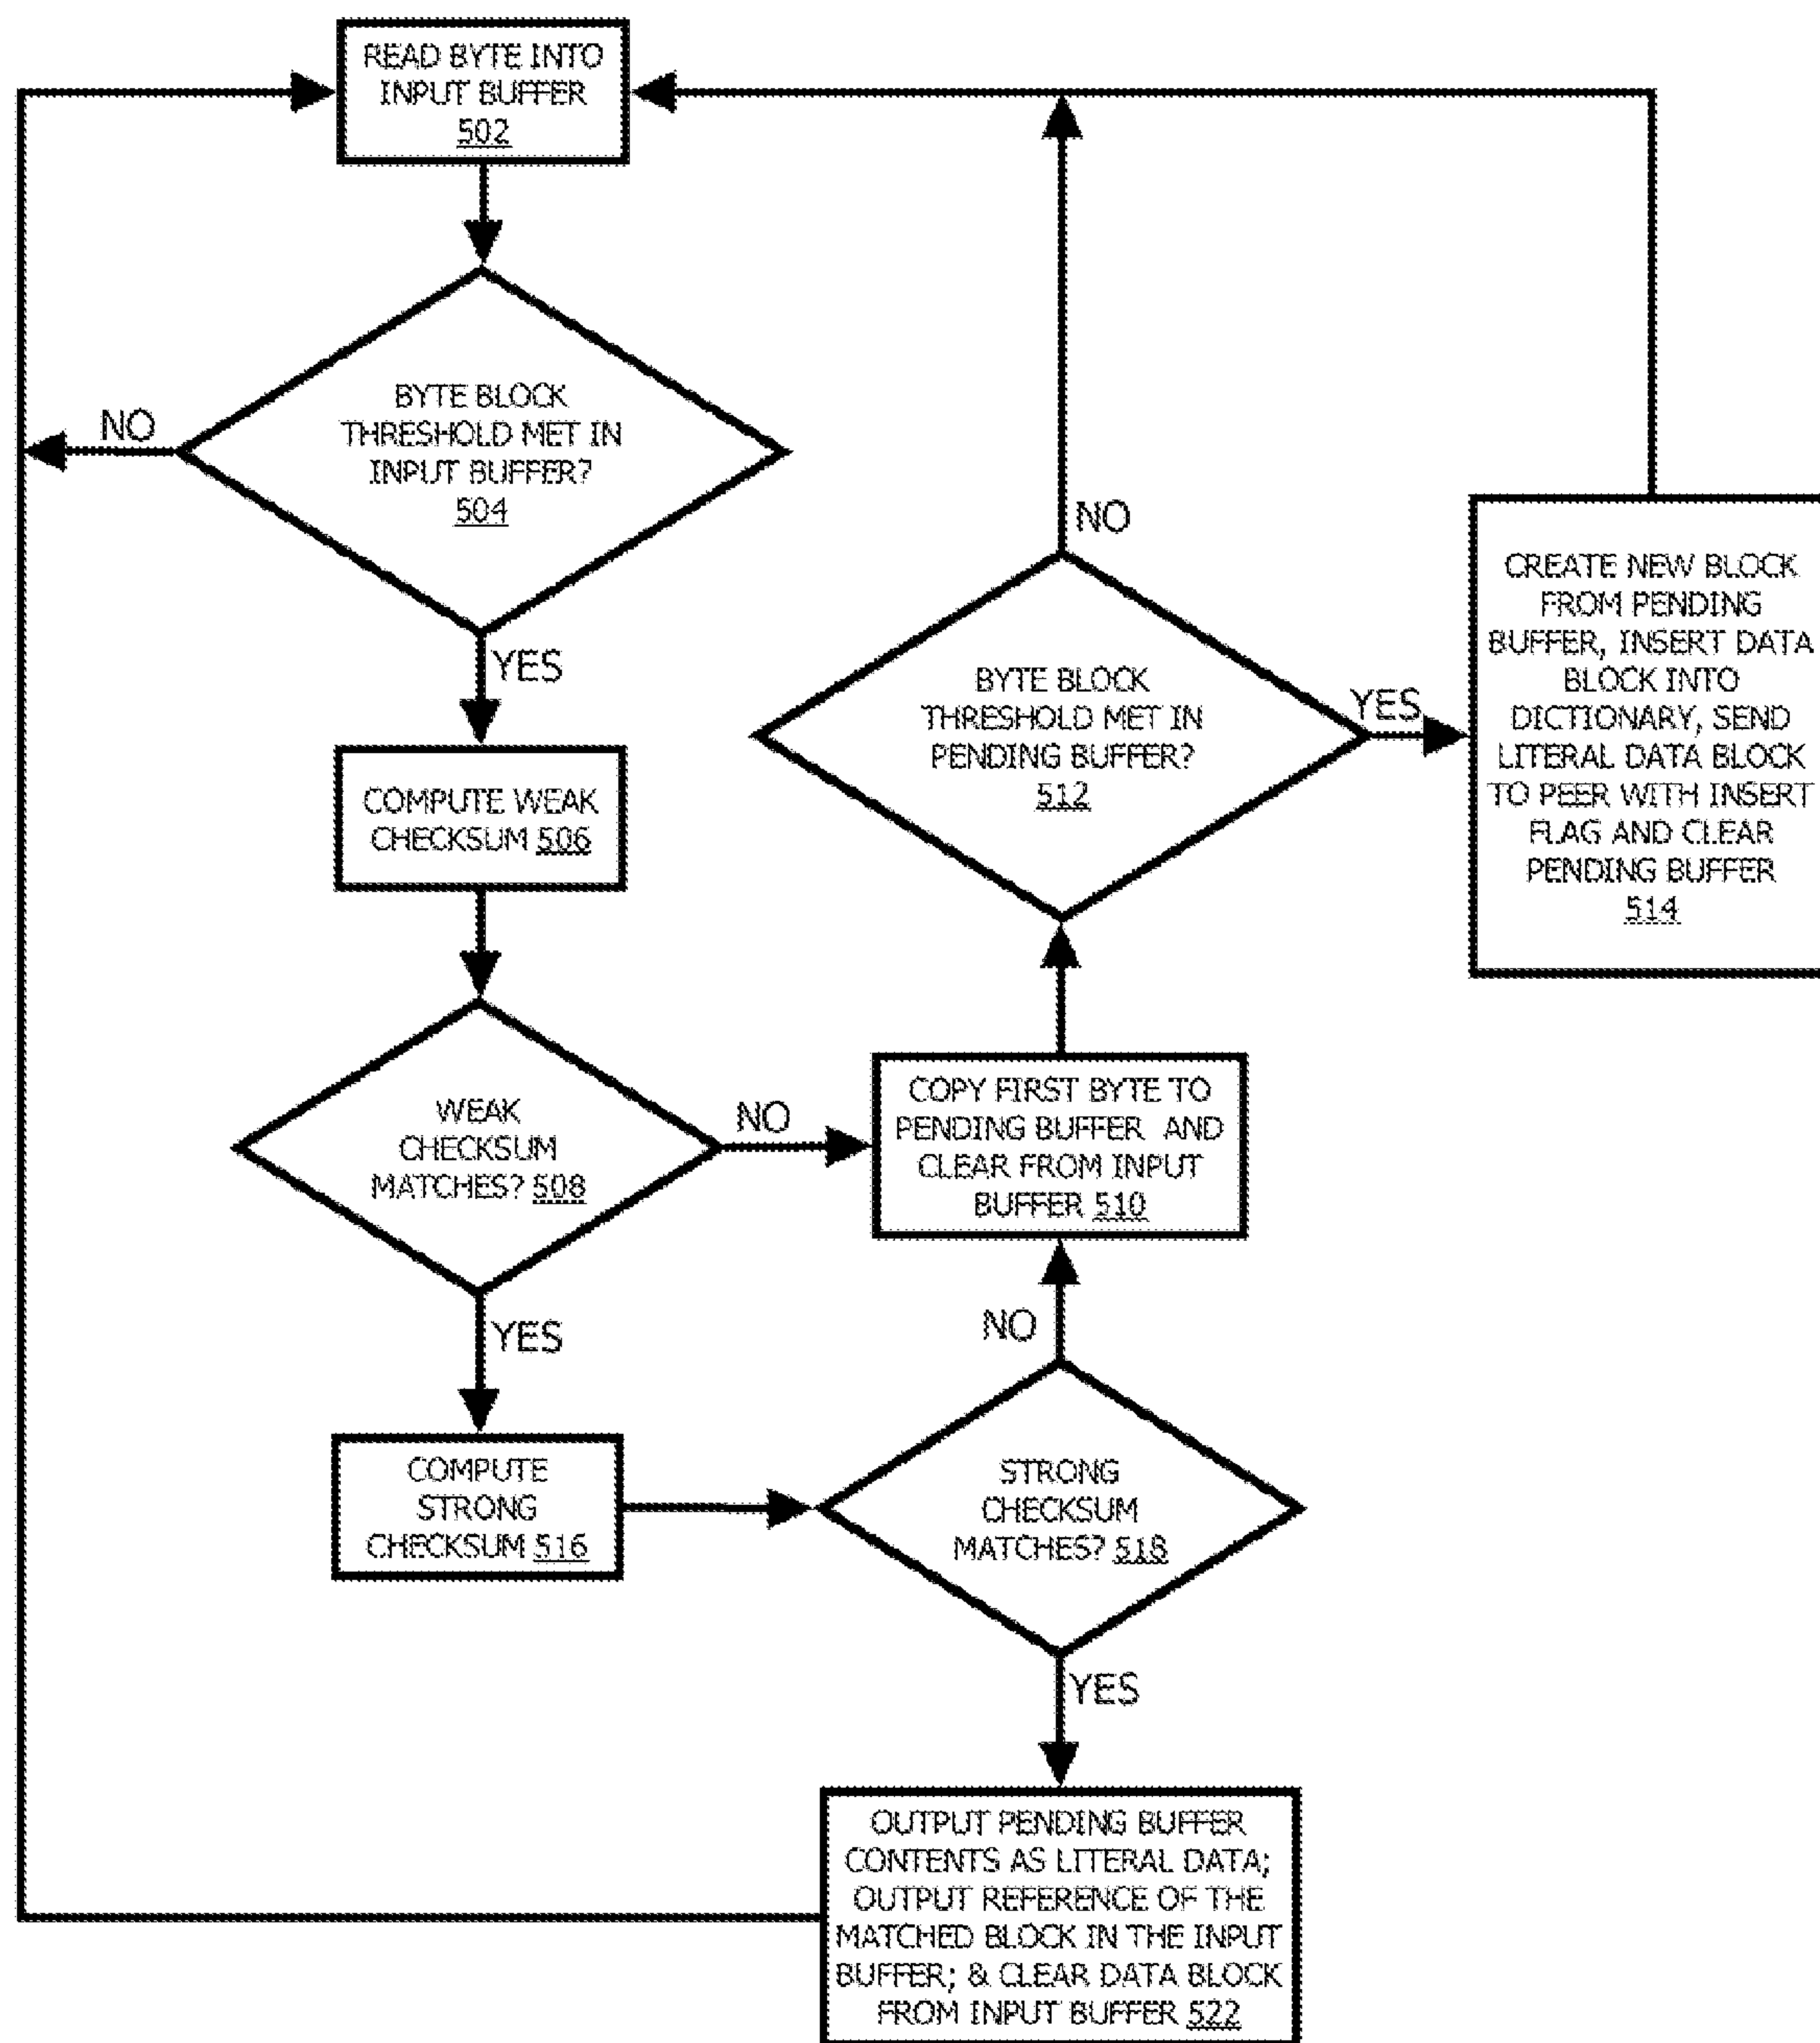 READ BYTE INTO
INPUT BUFFER
502
BYTE BLOCK
THRESHOLD MET IN
INPUT BUFFER?
504
NO
YES
COMPUTE WEAK
CHECKSUM 506
WEAK
CHECKSUM
MATCHES? 508
NO
YES
COPY FIRST BYTE TO
PENDING BUFFER AND
CLEAR FROM INPUT
BUFFER 510
BYTE BLOCK
THRESHOLD MET IN
PENDING BUFFER?
512
NO
YES
CREATE NEW BLOCK
FROM PENDING
BUFFER, INSERT DATA
BLOCK INTO
DICTIONARY, SEND
LITERAL DATA BLOCK
TO PEER WITH INSERT
FLAG AND CLEAR
PENDING BUFFER
514
COMPUTE
STRONG
CHECKSUM 516
STRONG
CHECKSUM
MATCHES? 518
NO
YES
OUTPUT PENDING BUFFER
CONTENTS AS LITERAL DATA;
OUTPUT REFERENCE OF THE
MATCHED BLOCK IN THE INPUT
BUFFER; & CLEAR DATA BLOCK
FROM INPUT BUFFER 522